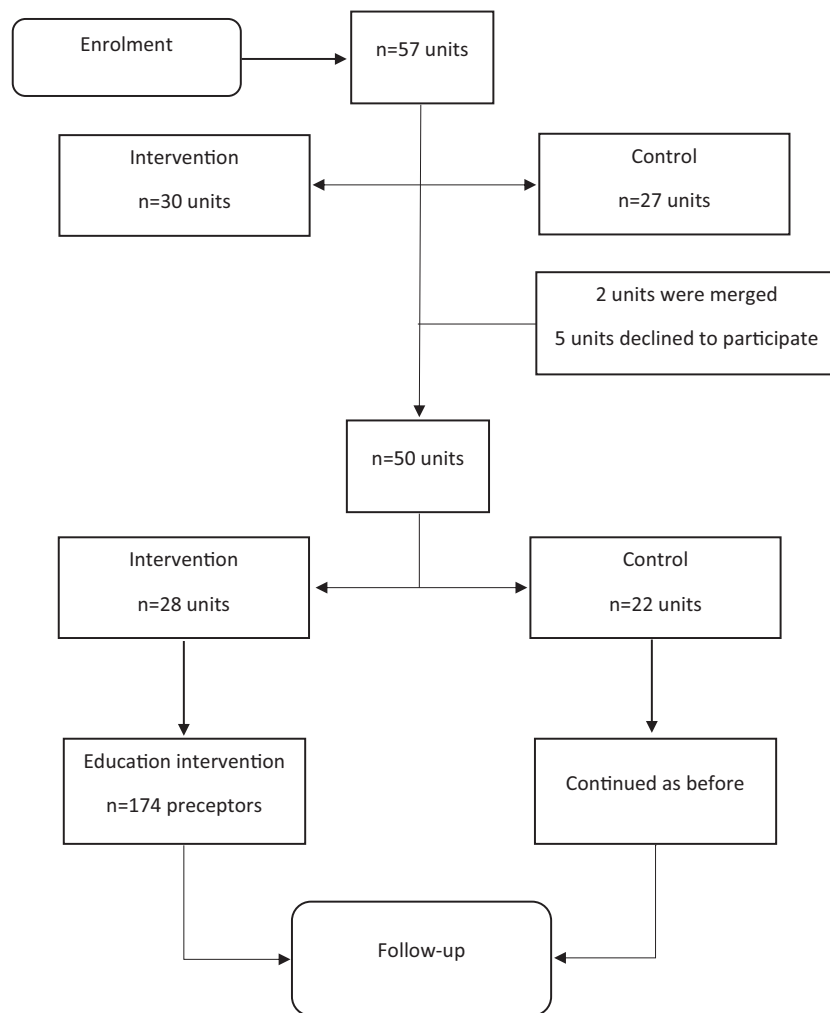 Enrolment
n=57 units
Intervention
n=30 units
Control
n=27 units
2 units were merged
5 units declined to participate
n=50 units
Intervention
n=28 units
Control
n=22 units
Education intervention
n=174 preceptors
Continued as before
Follow-up